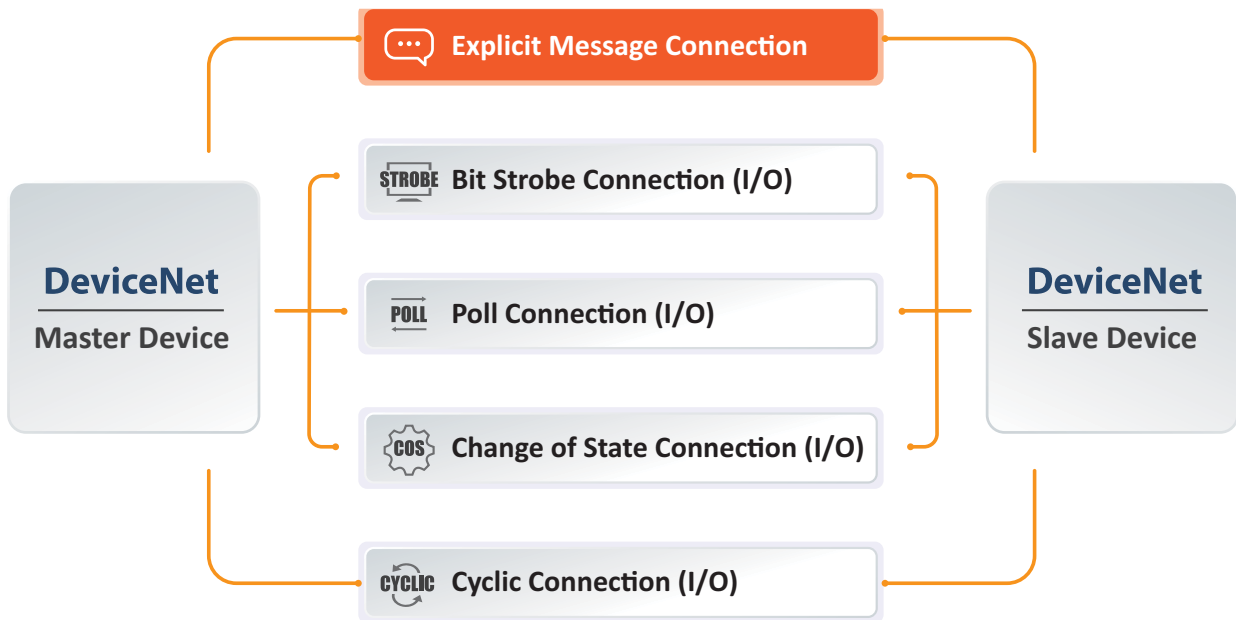 Explicit Message Connection
STROBE Bit Strobe Connection (I/O)
DeviceNet
Master Device
POLL Poll Connection (I/O)
DeviceNet
Slave Device
COS Change of State Connection (I/O)
CYCLIC Cyclic Connection (I/O)